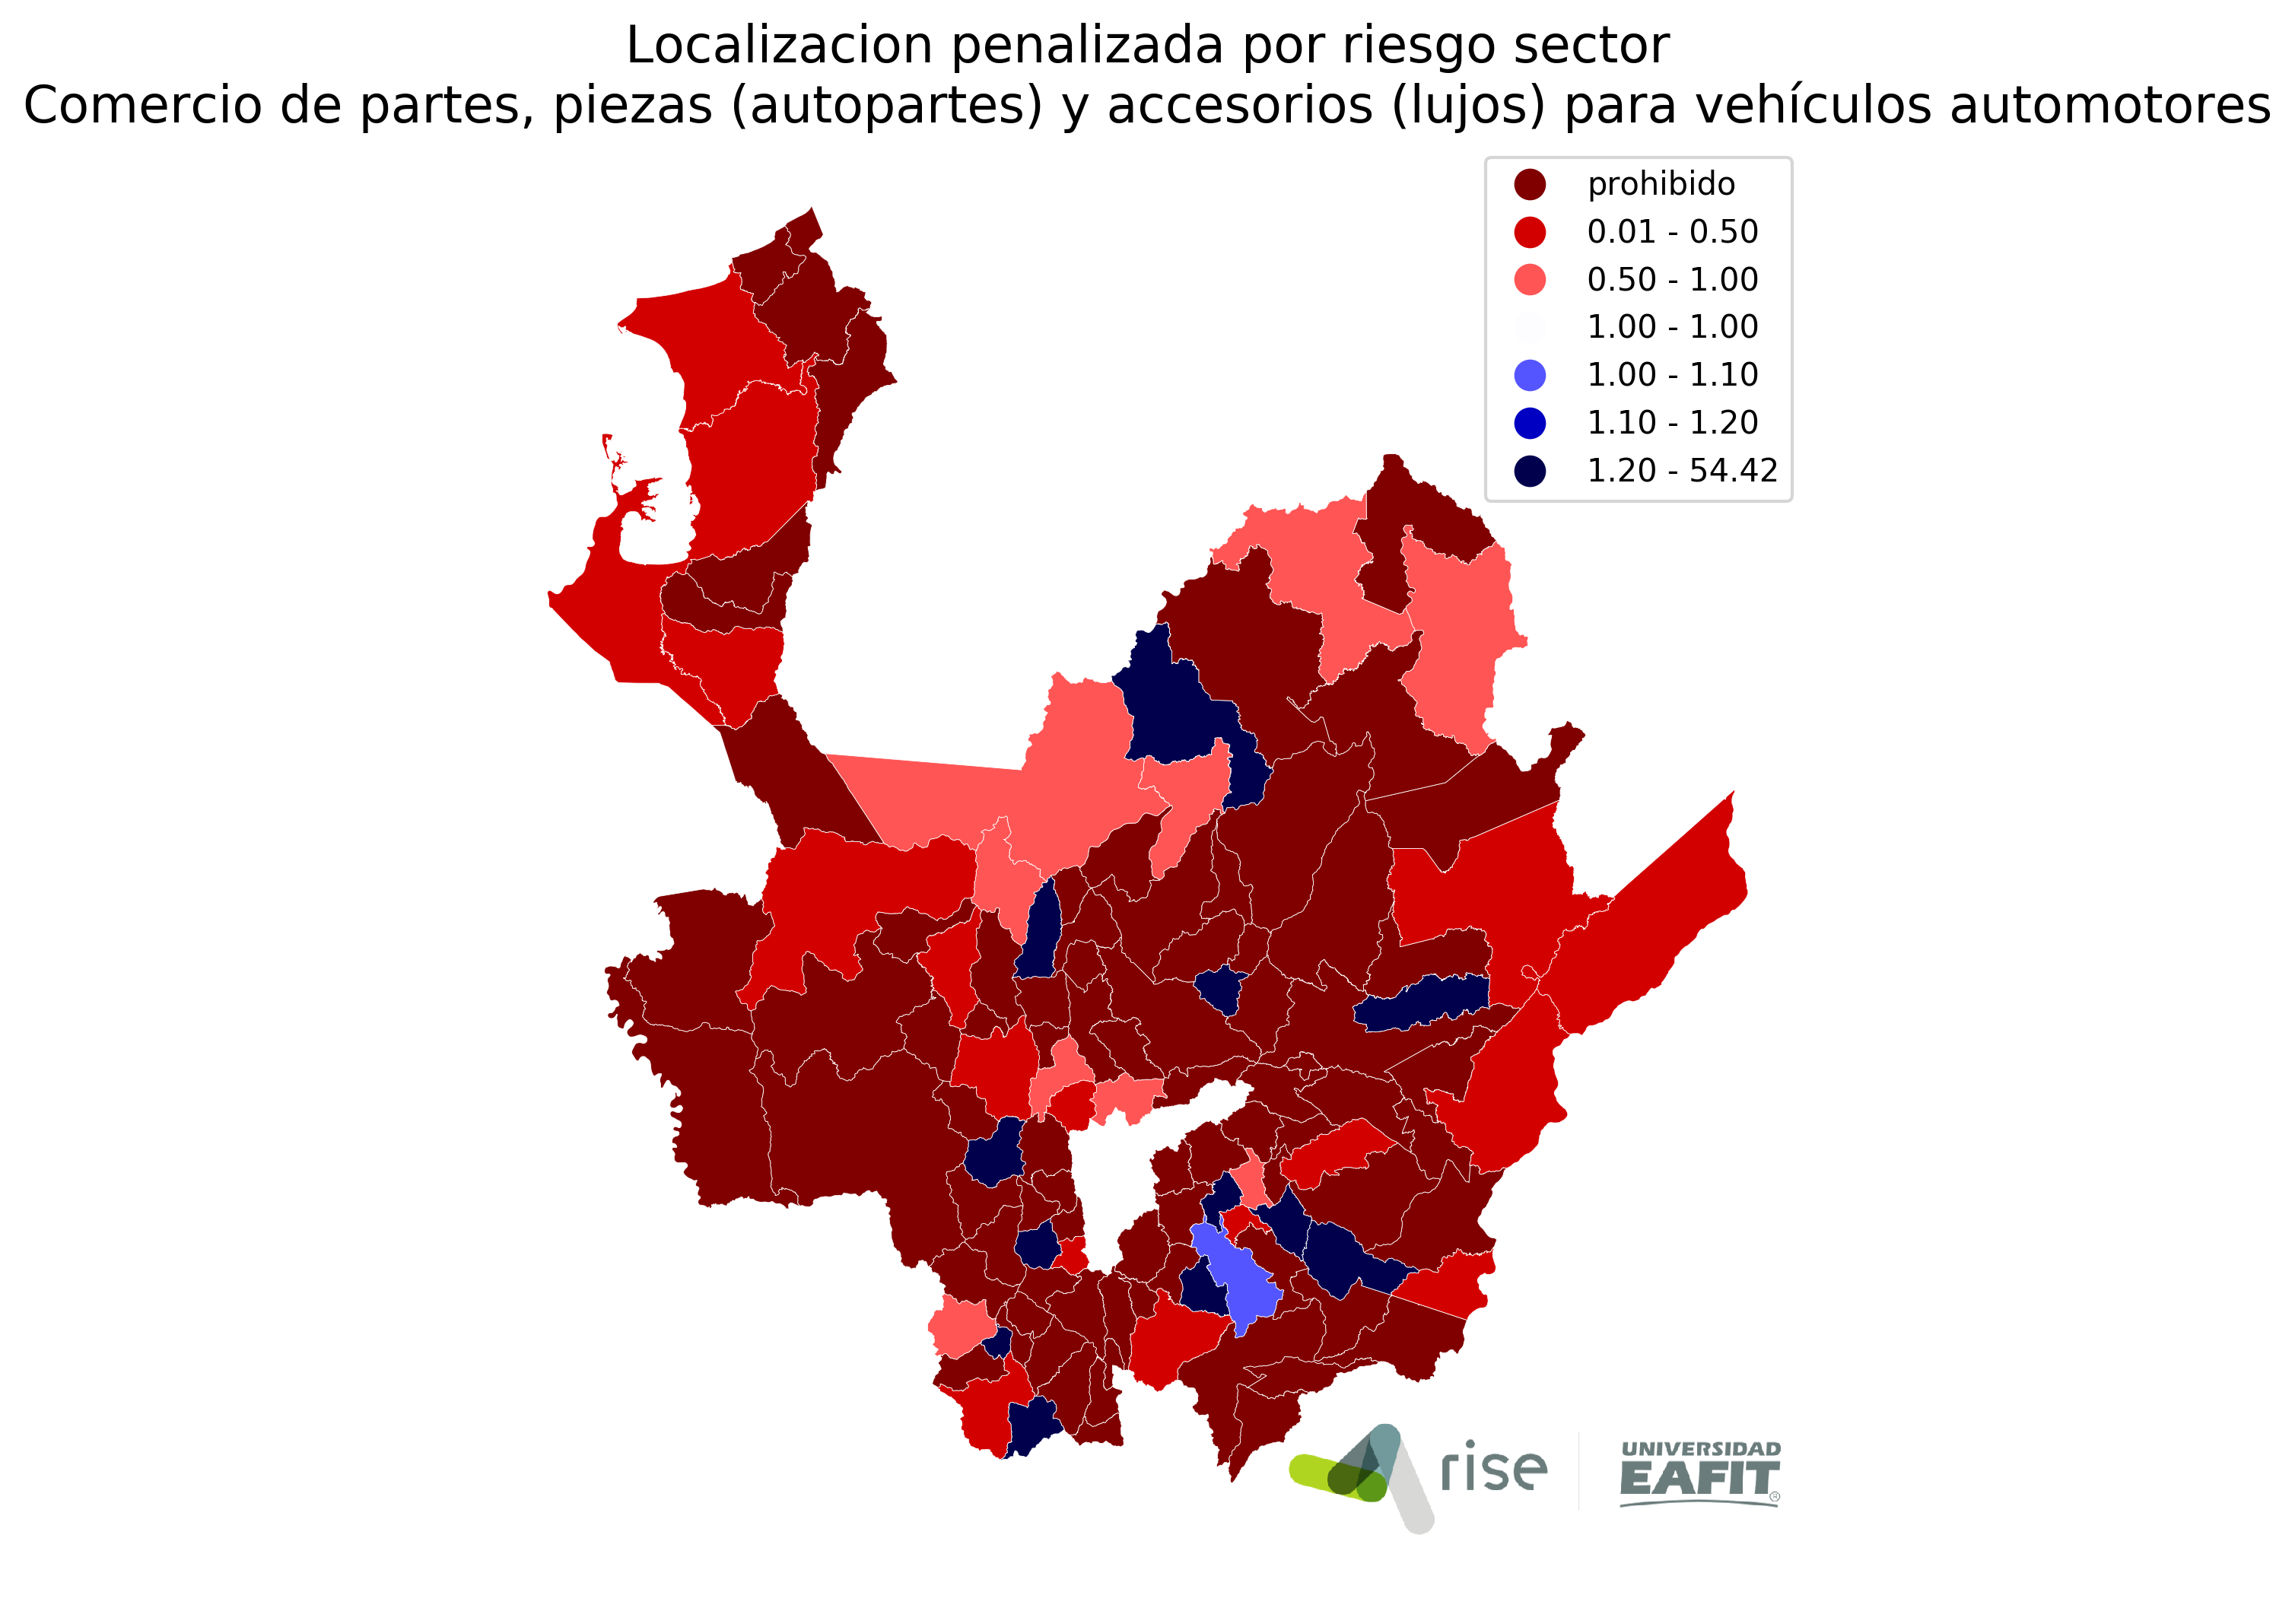 Localizacion penalizada por riesgo sector
Comercio de partes, piezas (autopartes) y accesorios (lujos) para vehículos automotores
prohibido
0.01 - 0.50
0.50 - 1.00
1.00 - 1.00
1.00 - 1.10
1.10 - 1.20
1.20 - 54.42
rise
UNIVERSIDAD
EAFIT®